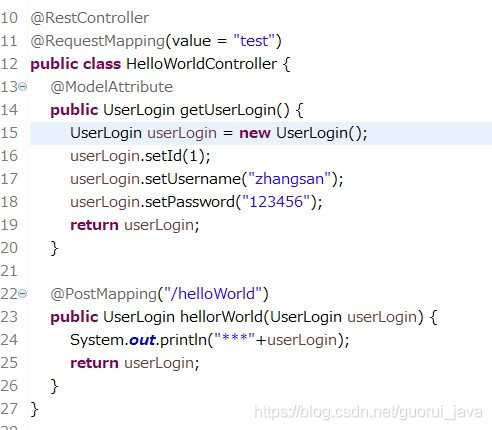 10 @RestController
11 @RequestMapping(value = "test")
12 public class HelloWorldController {
13 @ModelAttribute
14 public UserLogin getUserLogin() {
15 UserLogin userLogin = new UserLogin();
16 userLogin.setId(1);
17 userLogin.setUsername("zhangsan");
18 userLogin.setPassword("123456");
19 return userLogin;
20 }
21
22 @PostMapping("/helloWorld")
23 public UserLogin hellorWorld(UserLogin userLogin) {
24 System.out.println("***"+userLogin);
25 return userLogin;
26 }
27 }
https://blog.csdn.net/guorui_java